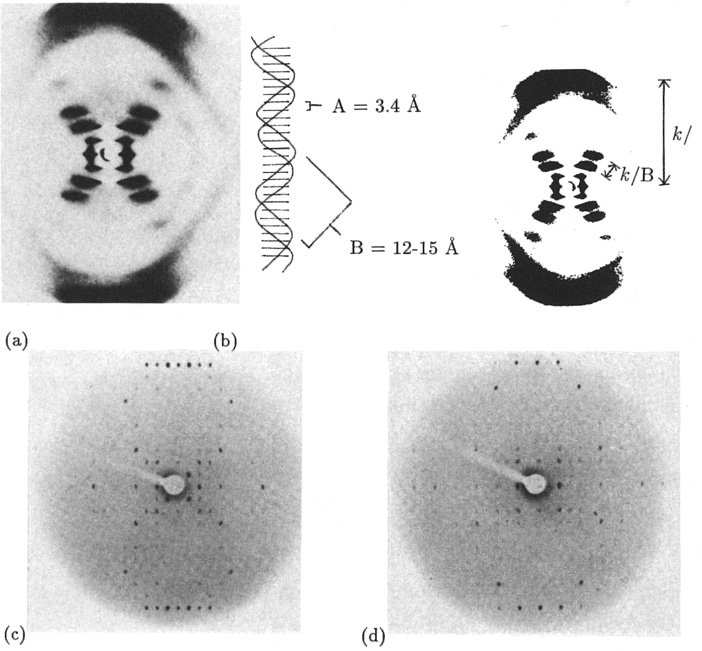 A = 3.4 Å
B = 12-15 Å
k/
k/B
(a)
(b)
(c)
(d)